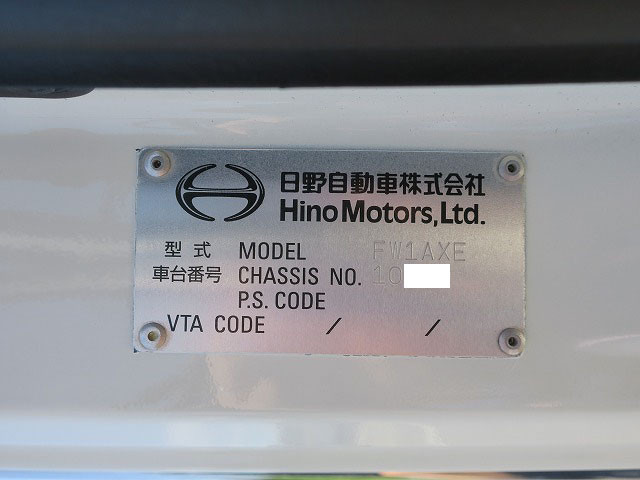 日野自動車株式会社
Hino Motors, Ltd.
型式 MODEL FW1AXE
車台番号 CHASSIS NO. 10
P.S. CODE
VTA CODE / /